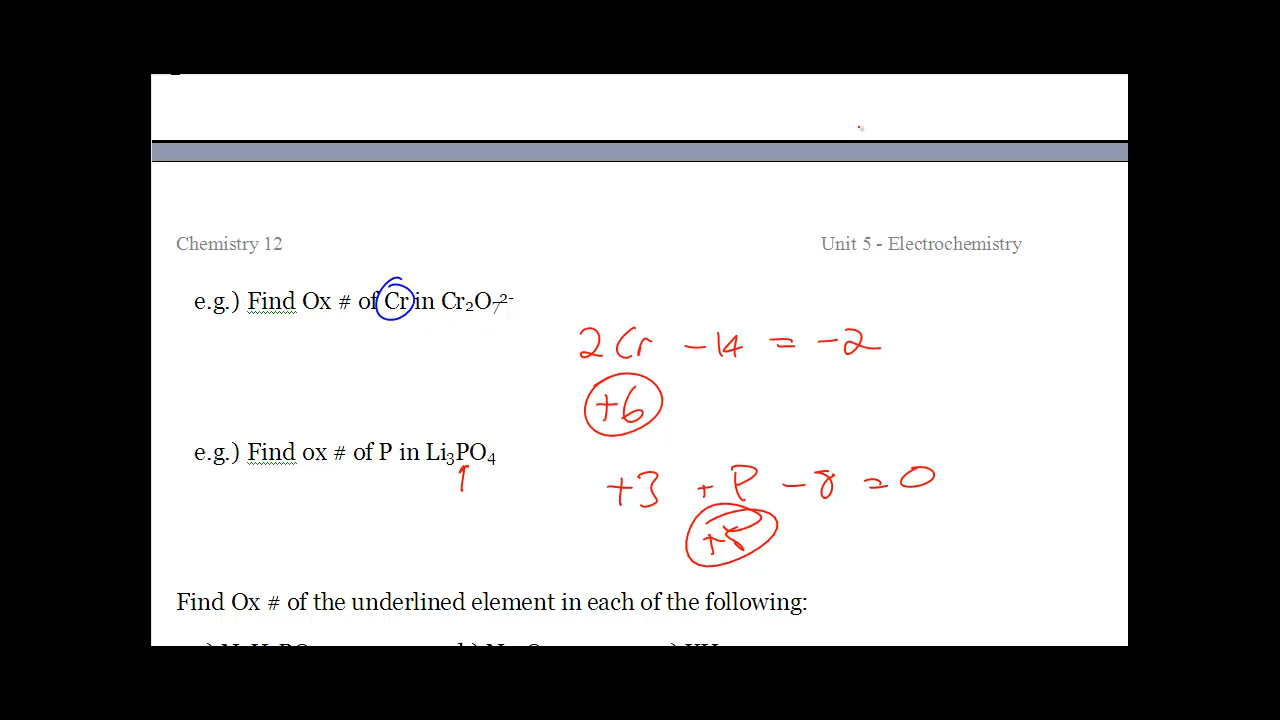 Chemistry 12 Unit 5 - Electrochemistry
e.g.) Find Ox # of Cr in Cr₂O₇²⁻
2Cr - 14 = -2
+6
e.g.) Find ox # of P in Li₃PO₄
+3 + P - 8 = 0
+5
Find Ox # of the underlined element in each of the following: